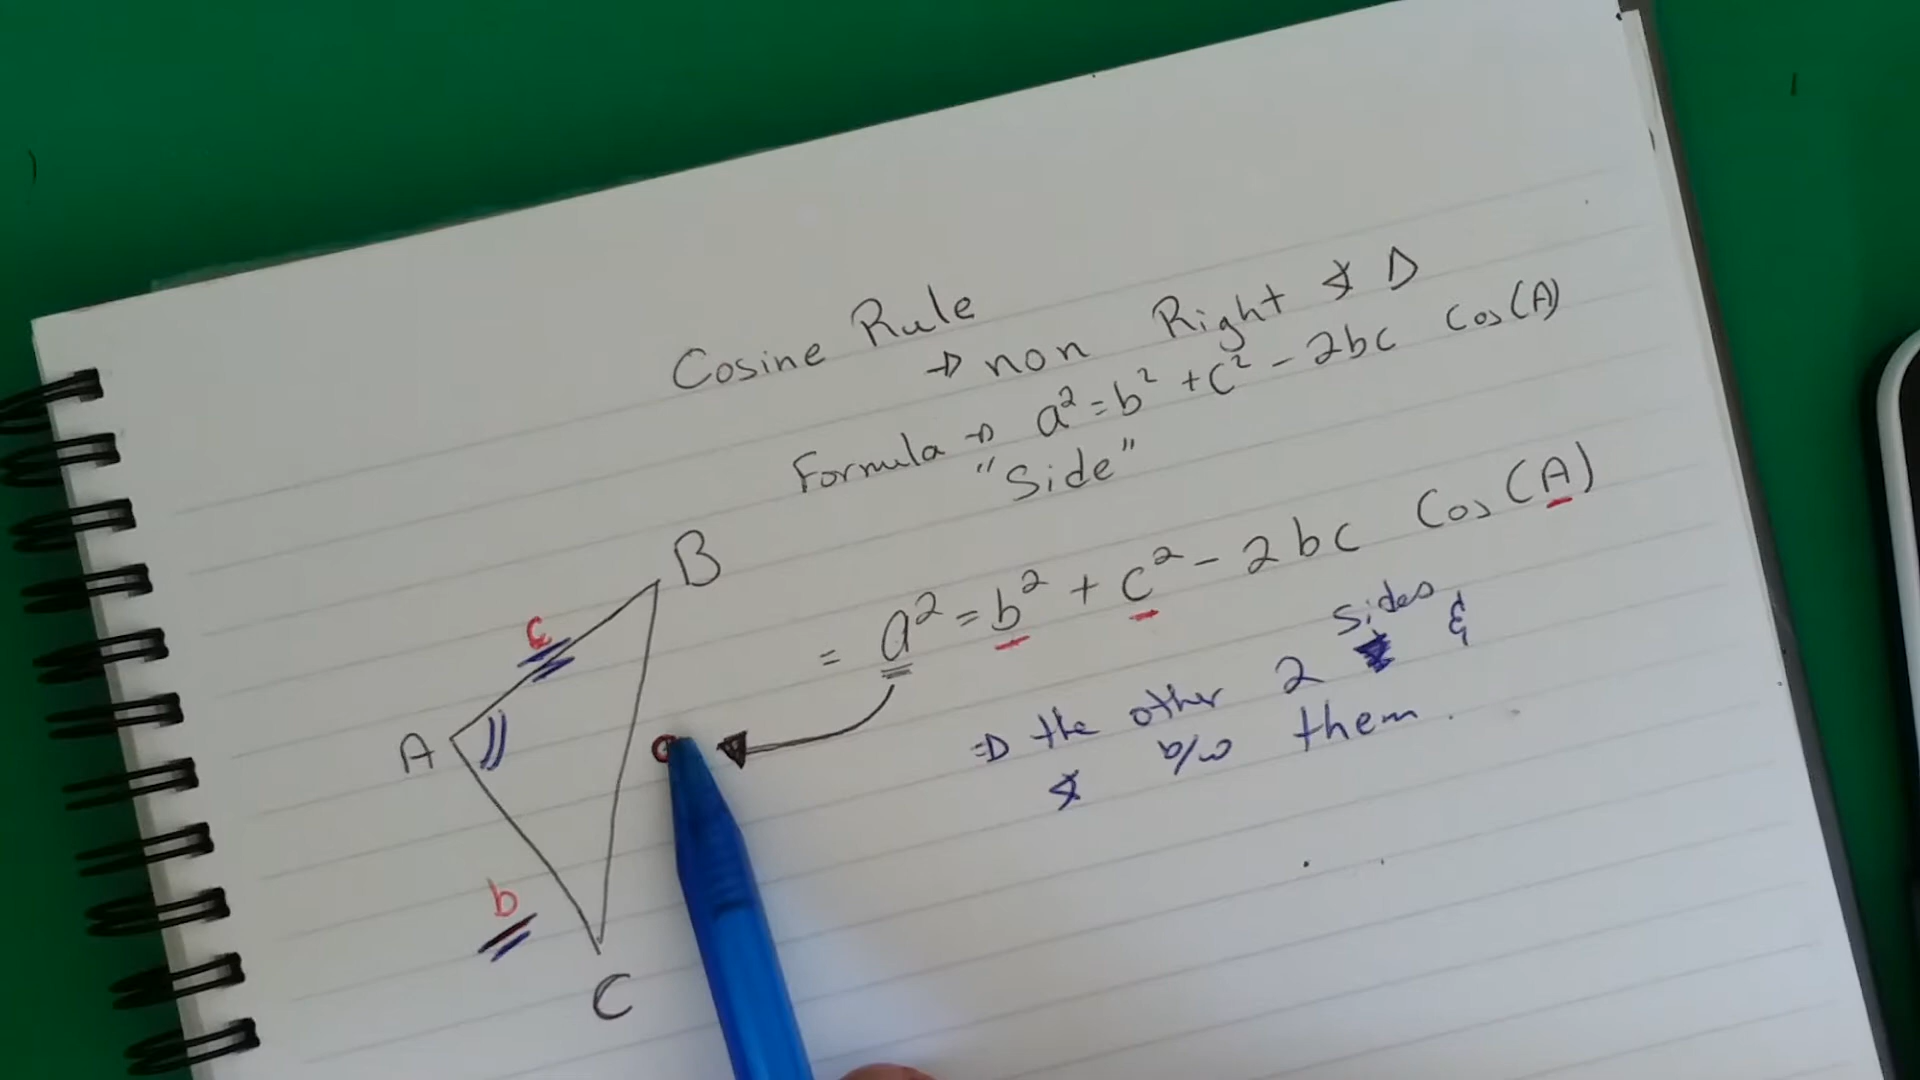 Cosine Rule
→ non Right ∡ Δ
Formula → a² = b² + c² - 2bc Cos(A)
"Side"
= a² = b² + c² - 2bc Cos(A)
⇒ the other 2 sides &
∡ b/w them.
B
c
A
a
b
C